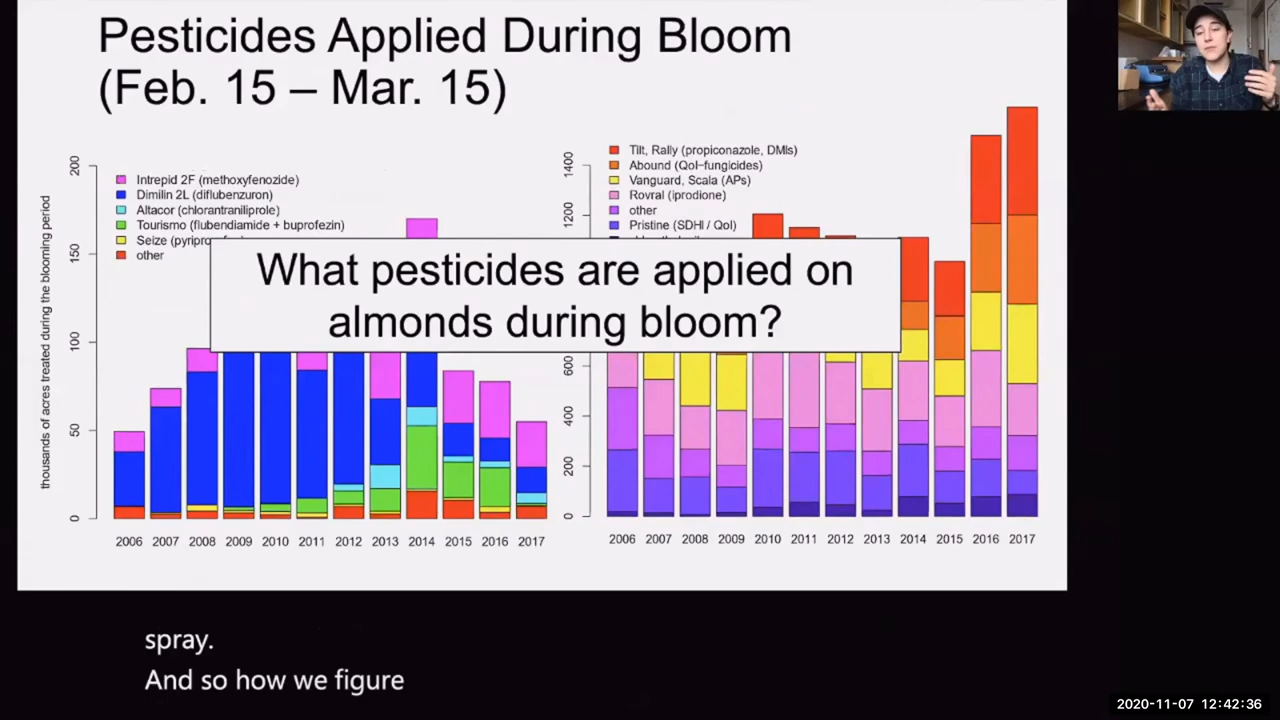 Pesticides Applied During Bloom
(Feb. 15 – Mar. 15)
thousands of acres treated during the blooming period
200
150
100
50
0
Intrepid 2F (methoxyfenozide)
Dimilin 2L (diflubenzuron)
Altacor (chlorantraniliprole)
Tourismo (flubendiamide + buprofezin)
Seize
other
2006 2007 2008 2009 2010 2011 2012 2013 2014 2015 2016 2017
1400
1200
600
400
200
0
Tilt, Rally (propiconazole, DMIs)
Abound (QoI-fungicides)
Vanguard, Scala (APs)
Rovral (iprodione)
other
Pristine (SDHI / QoI)
2006 2007 2008 2009 2010 2011 2012 2013 2014 2015 2016 2017
What pesticides are applied on
almonds during bloom?
spray.
And so how we figure
2020-11-07 12:42:36